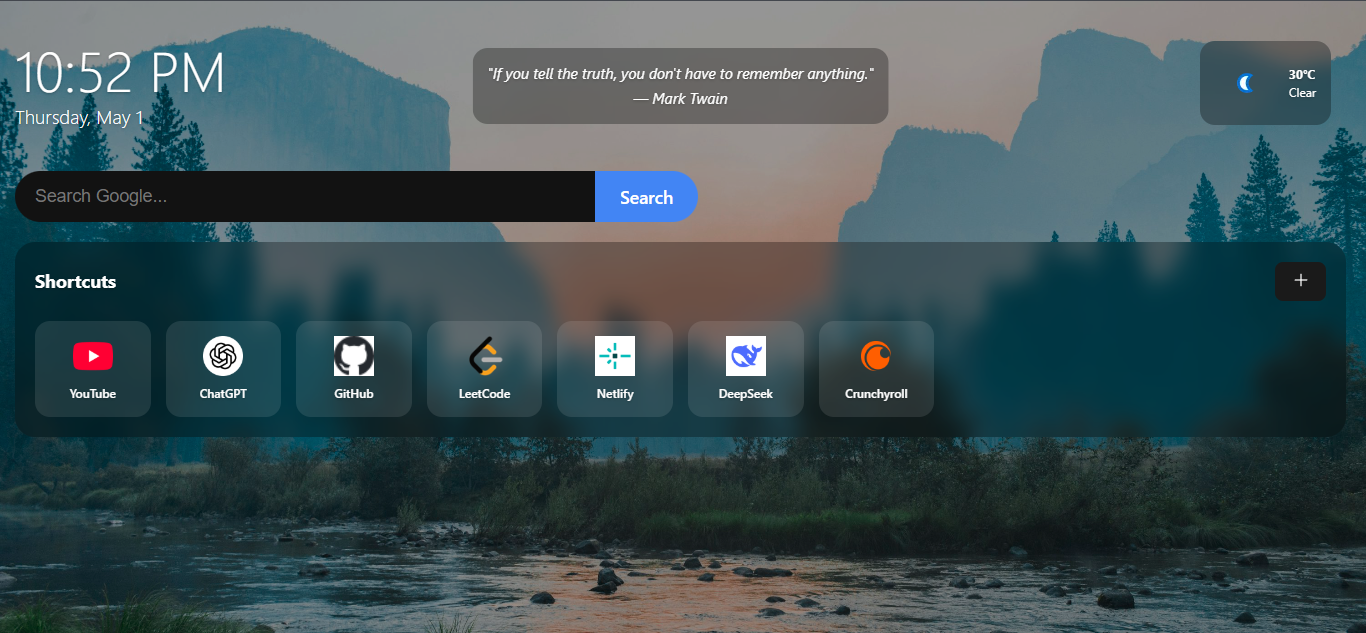 10:52 PM
Thursday, May 1
"If you tell the truth, you don't have to remember anything."
— Mark Twain
30°C
Clear
Search Google...
Search
Shortcuts
+
YouTube
ChatGPT
GitHub
LeetCode
Netlify
DeepSeek
Crunchyroll